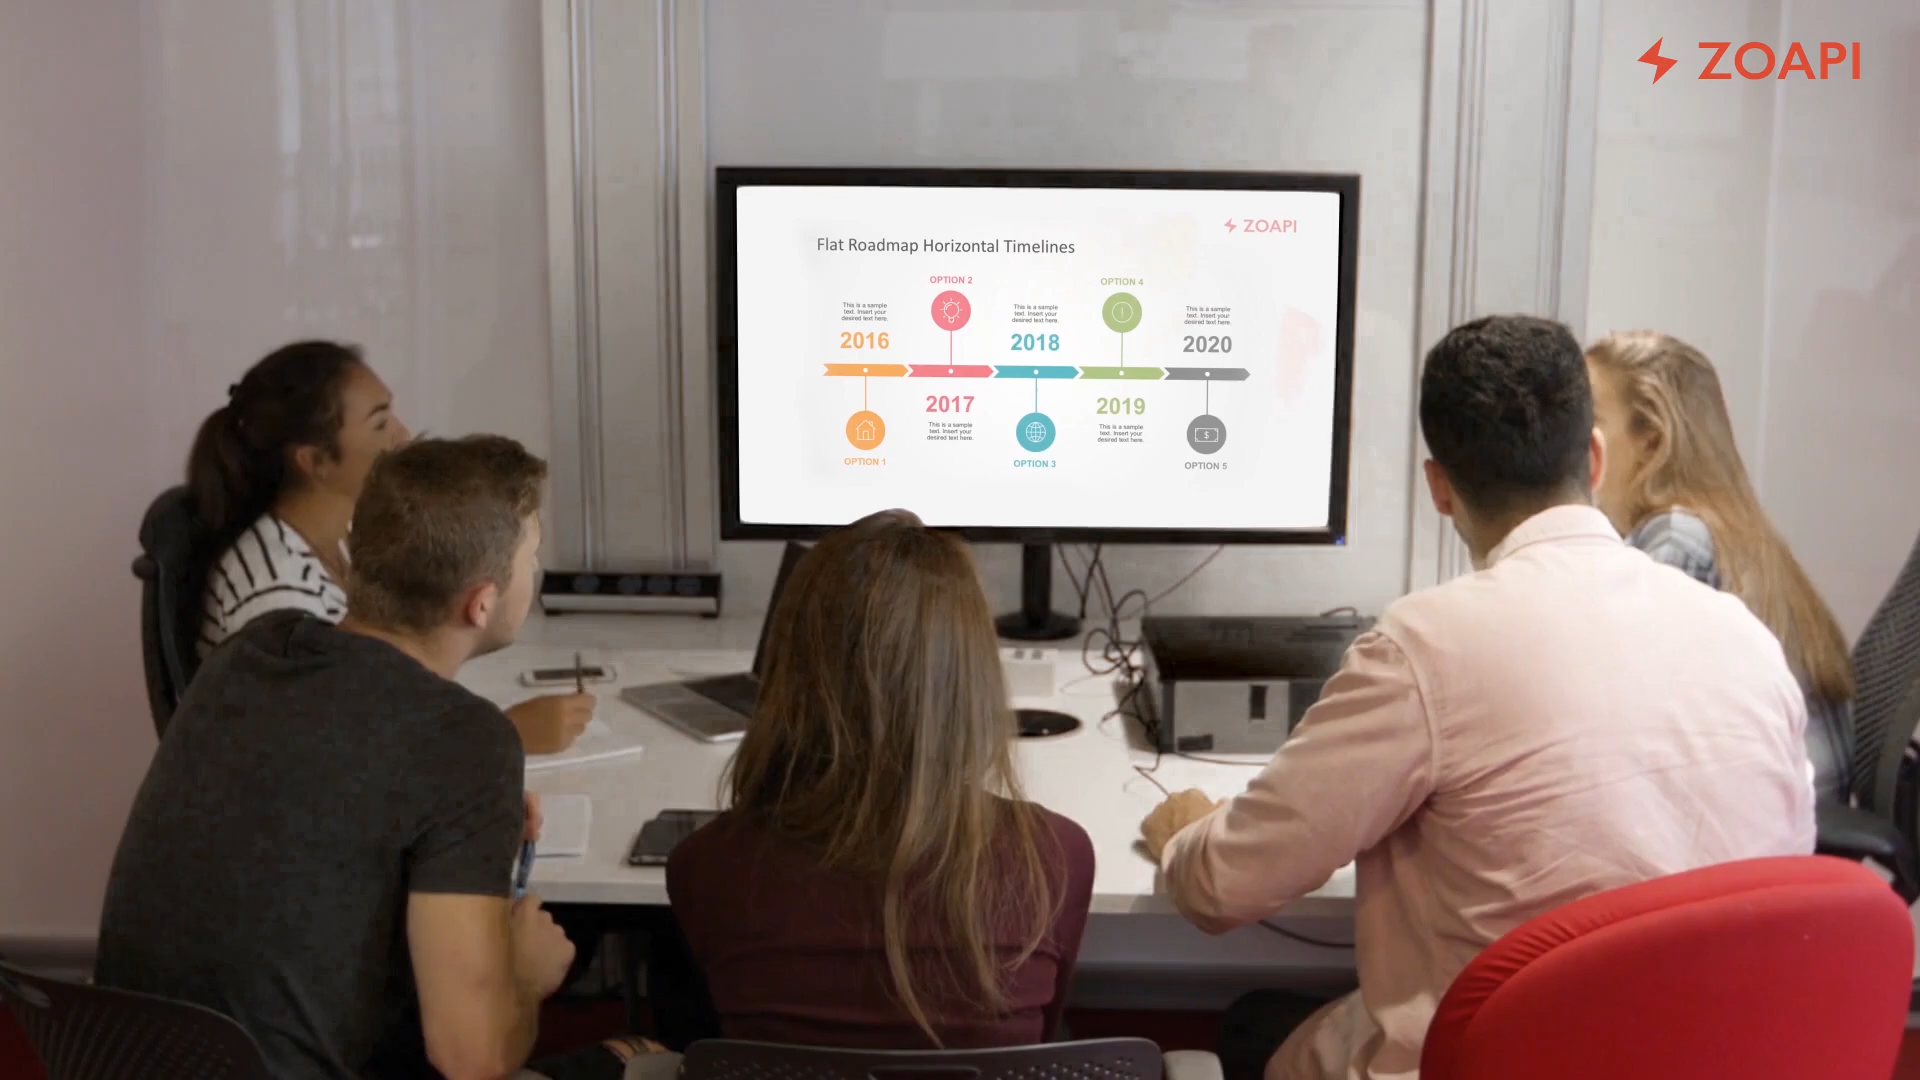 ZOAPI
ZOAPI
Flat Roadmap Horizontal Timelines
OPTION 2
OPTION 4
This is a sample
text. Insert your
desired text here.
This is a sample
text. Insert your
desired text here.
This is a sample
text. Insert your
desired text here.
2016
2018
2020
2017
2019
This is a sample
text. Insert your
desired text here.
This is a sample
text. Insert your
desired text here.
$
OPTION 1
OPTION 3
OPTION 5